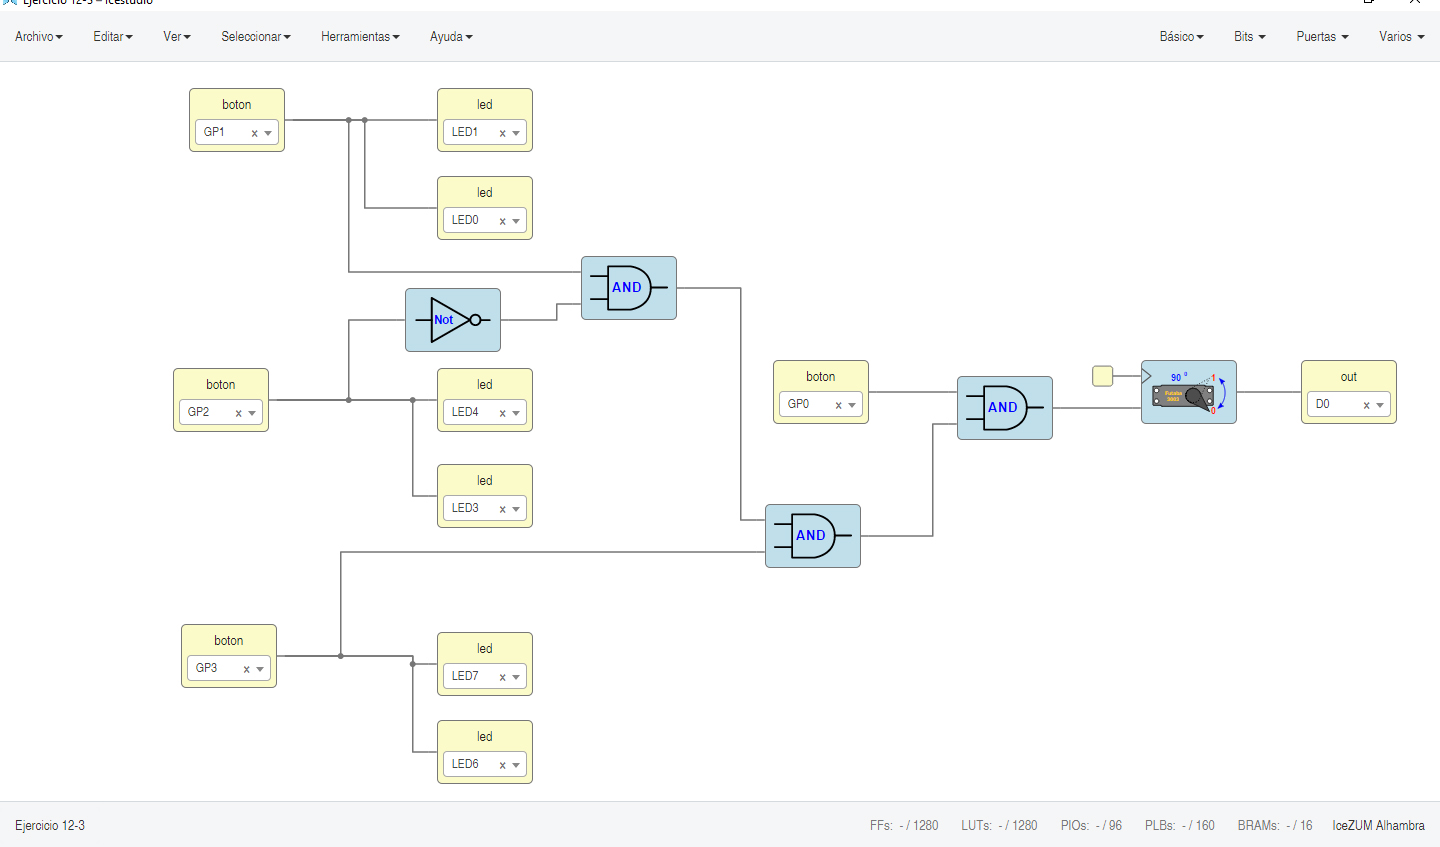 Ejercicio 12-3 – Icestudio
Archivo Editar Ver Seleccionar Herramientas Ayuda Básico Bits Puertas Varios
boton
GP1 x
led
LED1 x
led
LED0 x
AND
Not
boton
GP2 x
led
LED4 x
led
LED3 x
boton
GP0 x
AND
90 °
1
Futaba
3003
0
out
D0 x
AND
boton
GP3 x
led
LED7 x
led
LED6 x
Ejercicio 12-3 FFs: - / 1280 LUTs: - / 1280 PIOs: - / 96 PLBs: - / 160 BRAMs: - / 16 IceZUM Alhambra